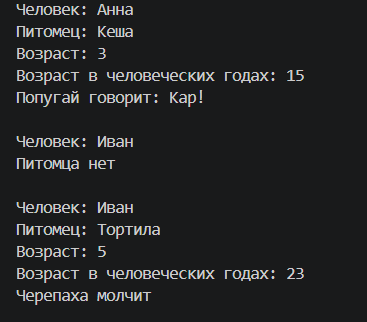 Человек: Анна
Питомец: Кеша
Возраст: 3
Возраст в человеческих годах: 15
Попугай говорит: Кар!
Человек: Иван
Питомца нет
Человек: Иван
Питомец: Тортила
Возраст: 5
Возраст в человеческих годах: 23
Черепаха молчит